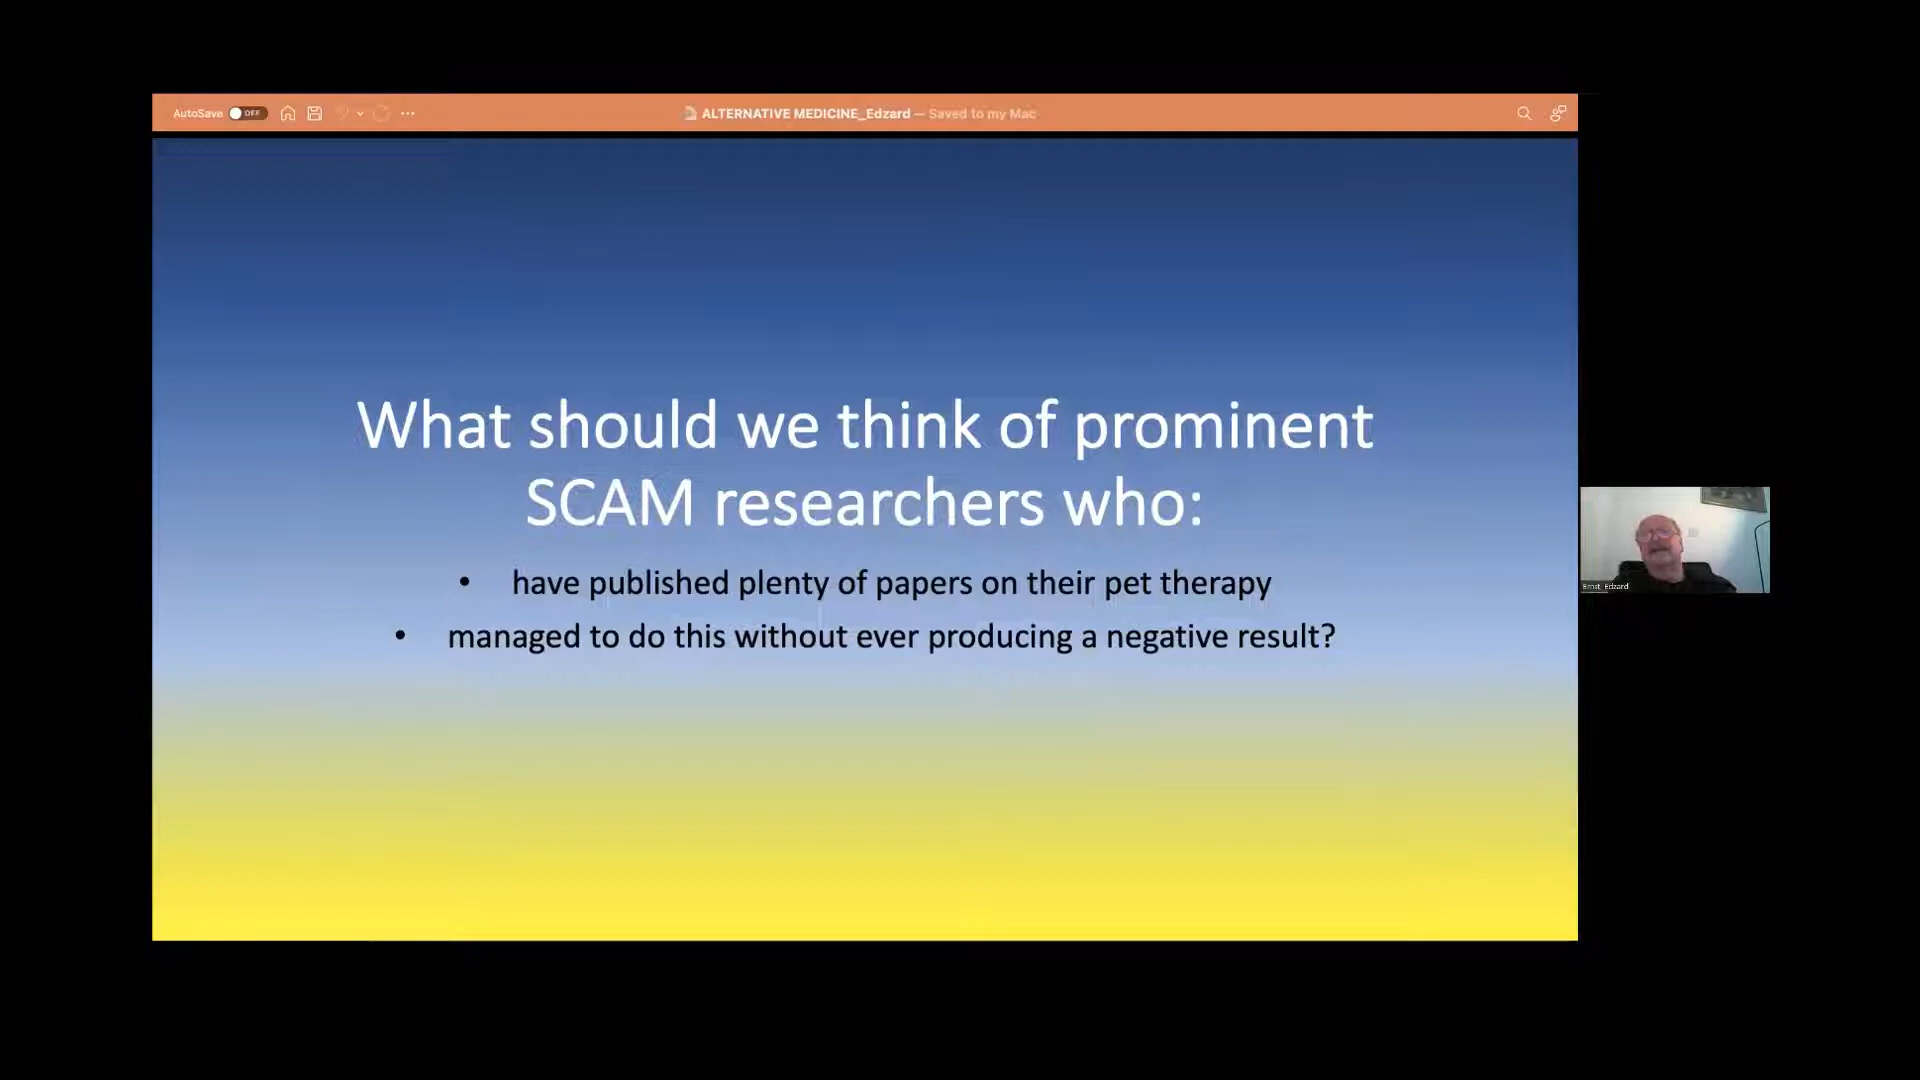 AutoSave OFF
ALTERNATIVE MEDICINE_Edzard — Saved to my Mac
What should we think of prominent
SCAM researchers who:
• have published plenty of papers on their pet therapy
• managed to do this without ever producing a negative result?
Ernst, Edzard